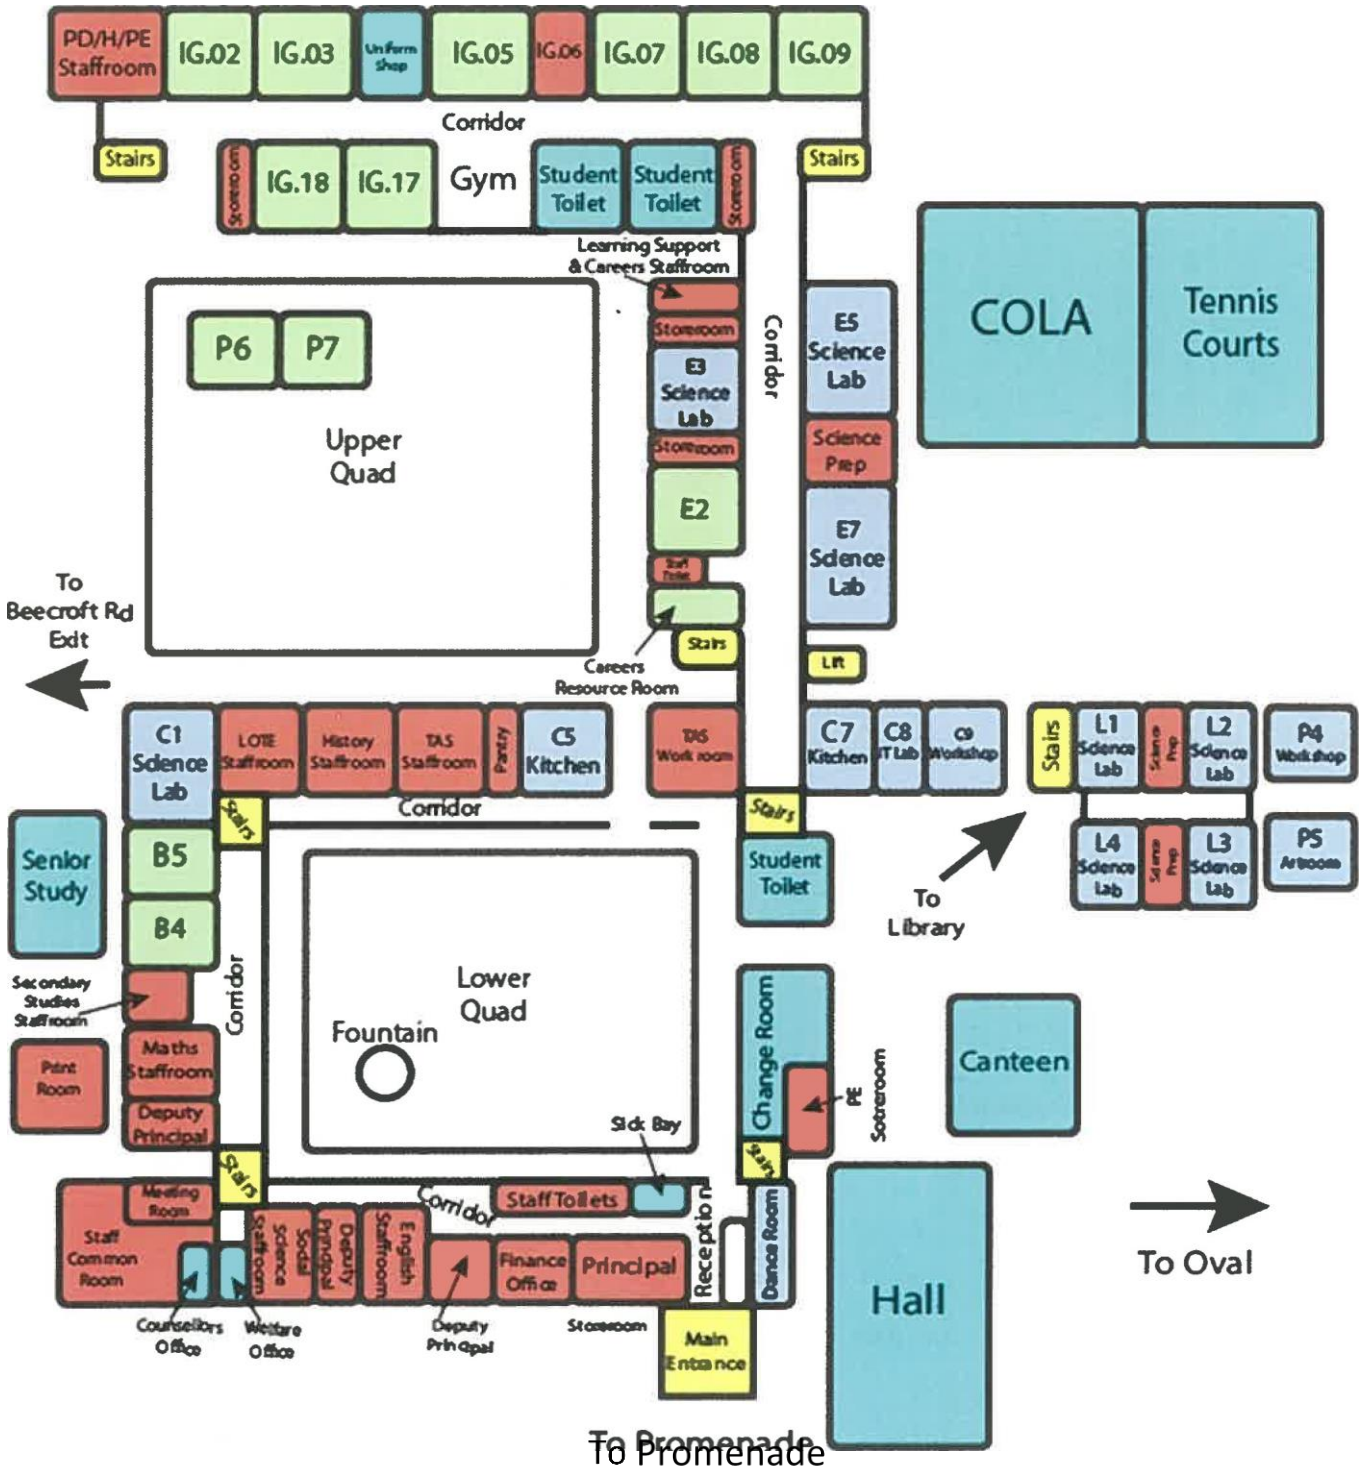 PD/H/PE
Staffroom
IG.02
IG.03
Uniform
Shop
IG.05
IG.06
IG.07
IG.08
IG.09
Corridor
Stairs
Storeroom
IG.18
IG.17
Gym
Student
Toilet
Student
Toilet
Storeroom
Stairs
Learning Support
& Careers Staffroom
COLA
Tennis
Courts
P6
P7
Upper
Quad
Storeroom
E3
Science
Lab
Storeroom
E2
Staff
Toilet
Corridor
E5
Science
Lab
Science
Prep
E7
Science
Lab
To
Beecroft Rd
Exit
Stairs
Careers
Resource Room
Lift
C1
Science
Lab
LOTE
Staffroom
History
Staffroom
TAS
Staffroom
Pantry
C5
Kitchen
TAS
Work room
C7
Kitchen
C8
IT Lab
C9
Workshop
Stairs
L1
Science
Lab
Science
Prep
L2
Science
Lab
P4
Workshop
Stairs
Corridor
Stairs
Senior
Study
B5
B4
Student
Toilet
L4
Science
Lab
Science
Prep
L3
Science
Lab
P5
Artroom
To
Library
Secondary
Studies
Staffroom
Corridor
Lower
Quad
Fountain
Change Room
PE
Sotreroom
Canteen
Print
Room
Maths
Staffroom
Deputy
Principal
Sick Bay
Stairs
Stairs
Meeting
Room
Staff
Common
Room
Corridor
Staff Toilets
Reception
Dance Room
Social
Science
Staffroom
Deputy
Principal
English
Staffroom
Finance
Office
Principal
Hall
To Oval
Counsellors
Office
Welfare
Office
Deputy
Principal
Storeroom
Main
Entrance
To Promenade
To Promenade